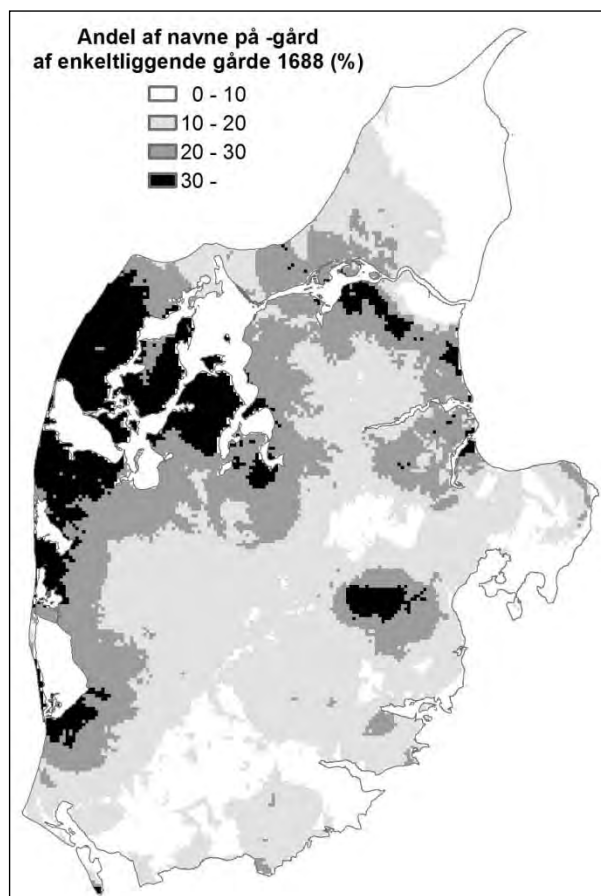 Andel af navne på -gård
af enkeltliggende gårde 1688 (%)
0 - 10
10 - 20
20 - 30
30 -